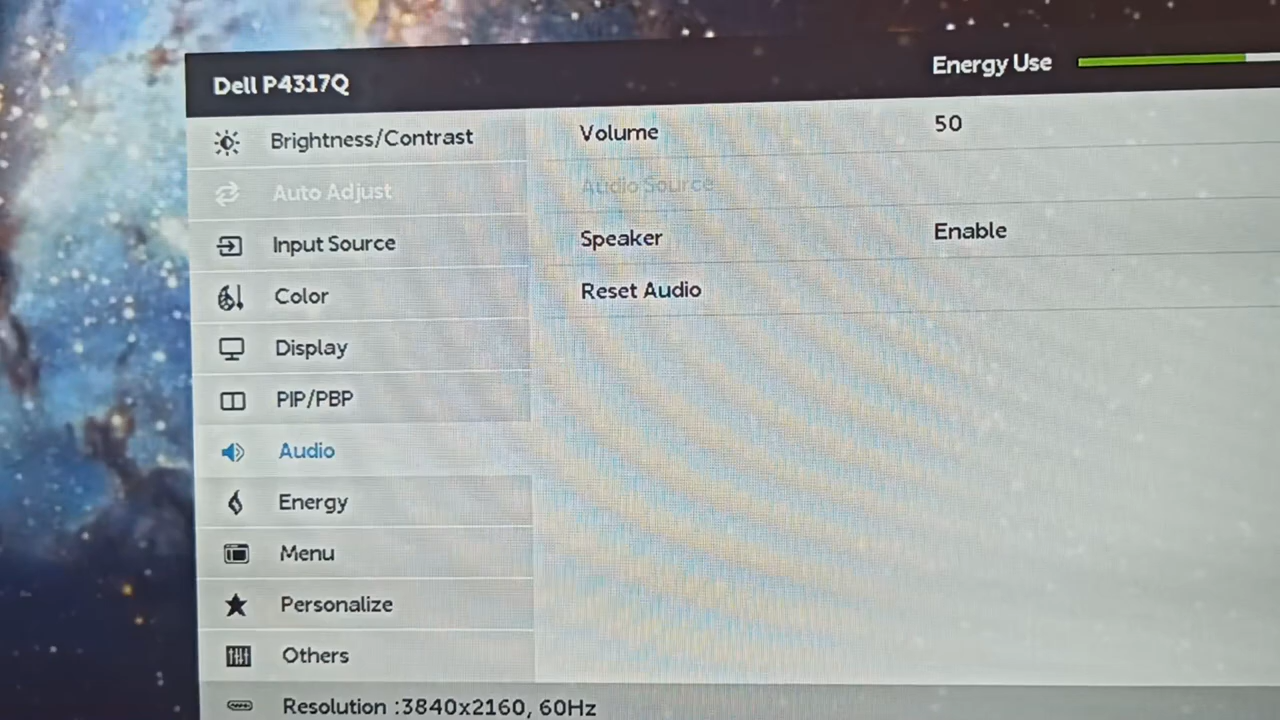 Dell P4317Q
Energy Use
Brightness/Contrast
Auto Adjust
Input Source
Color
Display
PIP/PBP
Audio
Energy
Menu
Personalize
Others
Volume 50
Audio Source
Speaker Enable
Reset Audio
Resolution :3840x2160, 60Hz